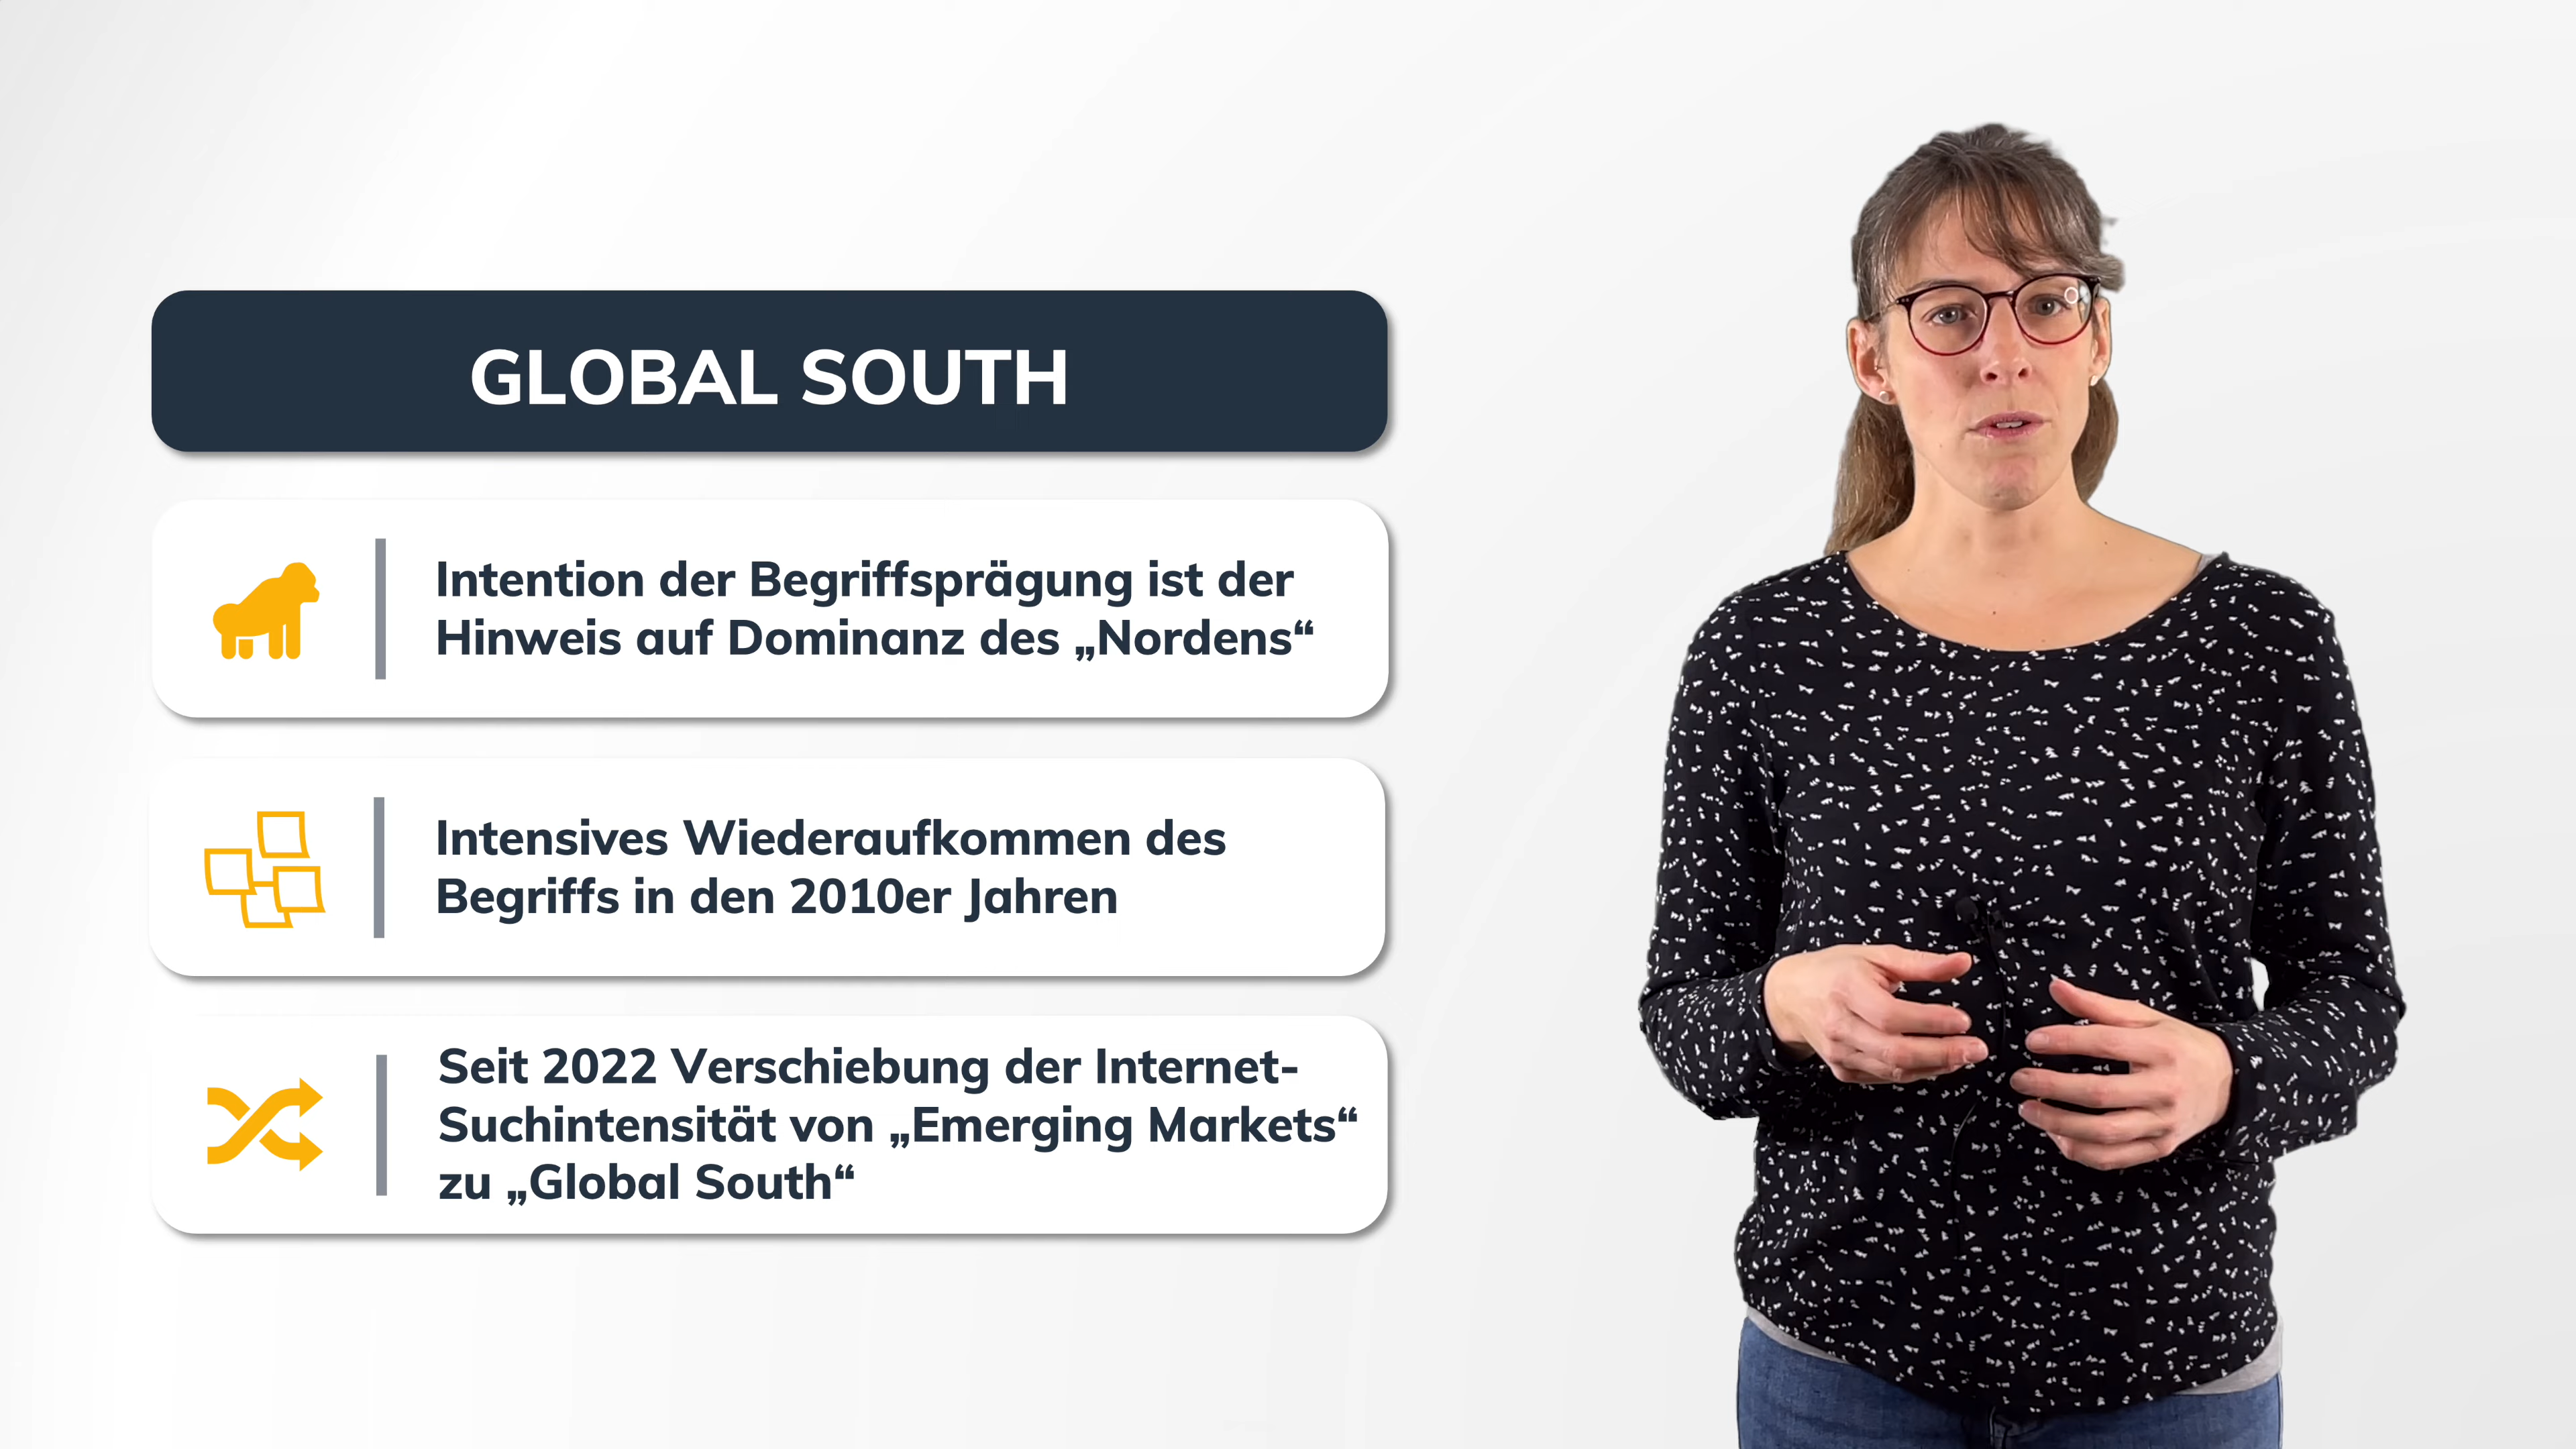 GLOBAL SOUTH
Intention der Begriffsprägung ist der
Hinweis auf Dominanz des „Nordens“
Intensives Wiederaufkommen des
Begriffs in den 2010er Jahren
Seit 2022 Verschiebung der Internet-
Suchintensität von „Emerging Markets“
zu „Global South“